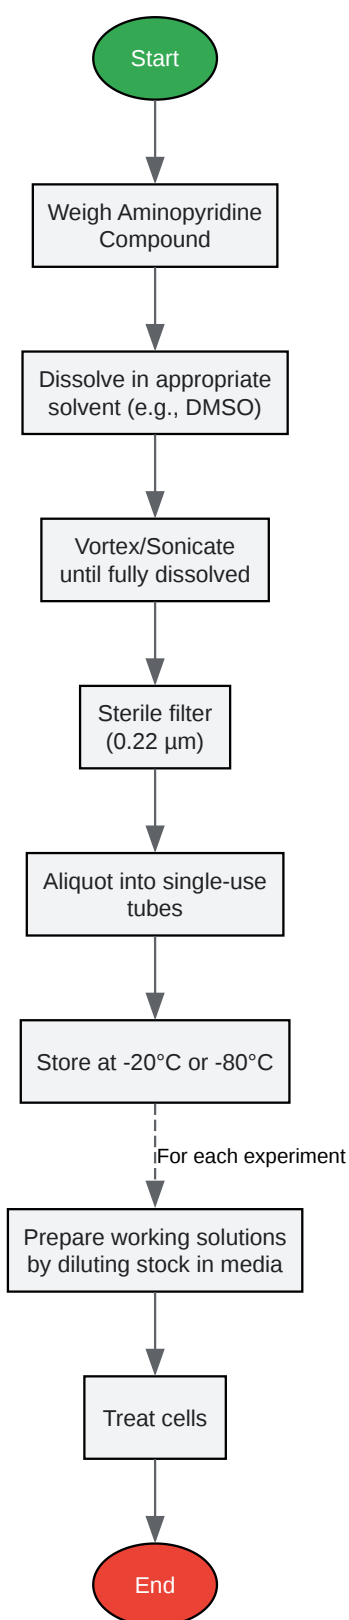 Start
Weigh Aminopyridine
Compound
Dissolve in appropriate
solvent (e.g., DMSO)
Vortex/Sonicate
until fully dissolved
Sterile filter
(0.22 µm)
Aliquot into single-use
tubes
Store at -20°C or -80°C
For each experiment
Prepare working solutions
by diluting stock in media
Treat cells
End